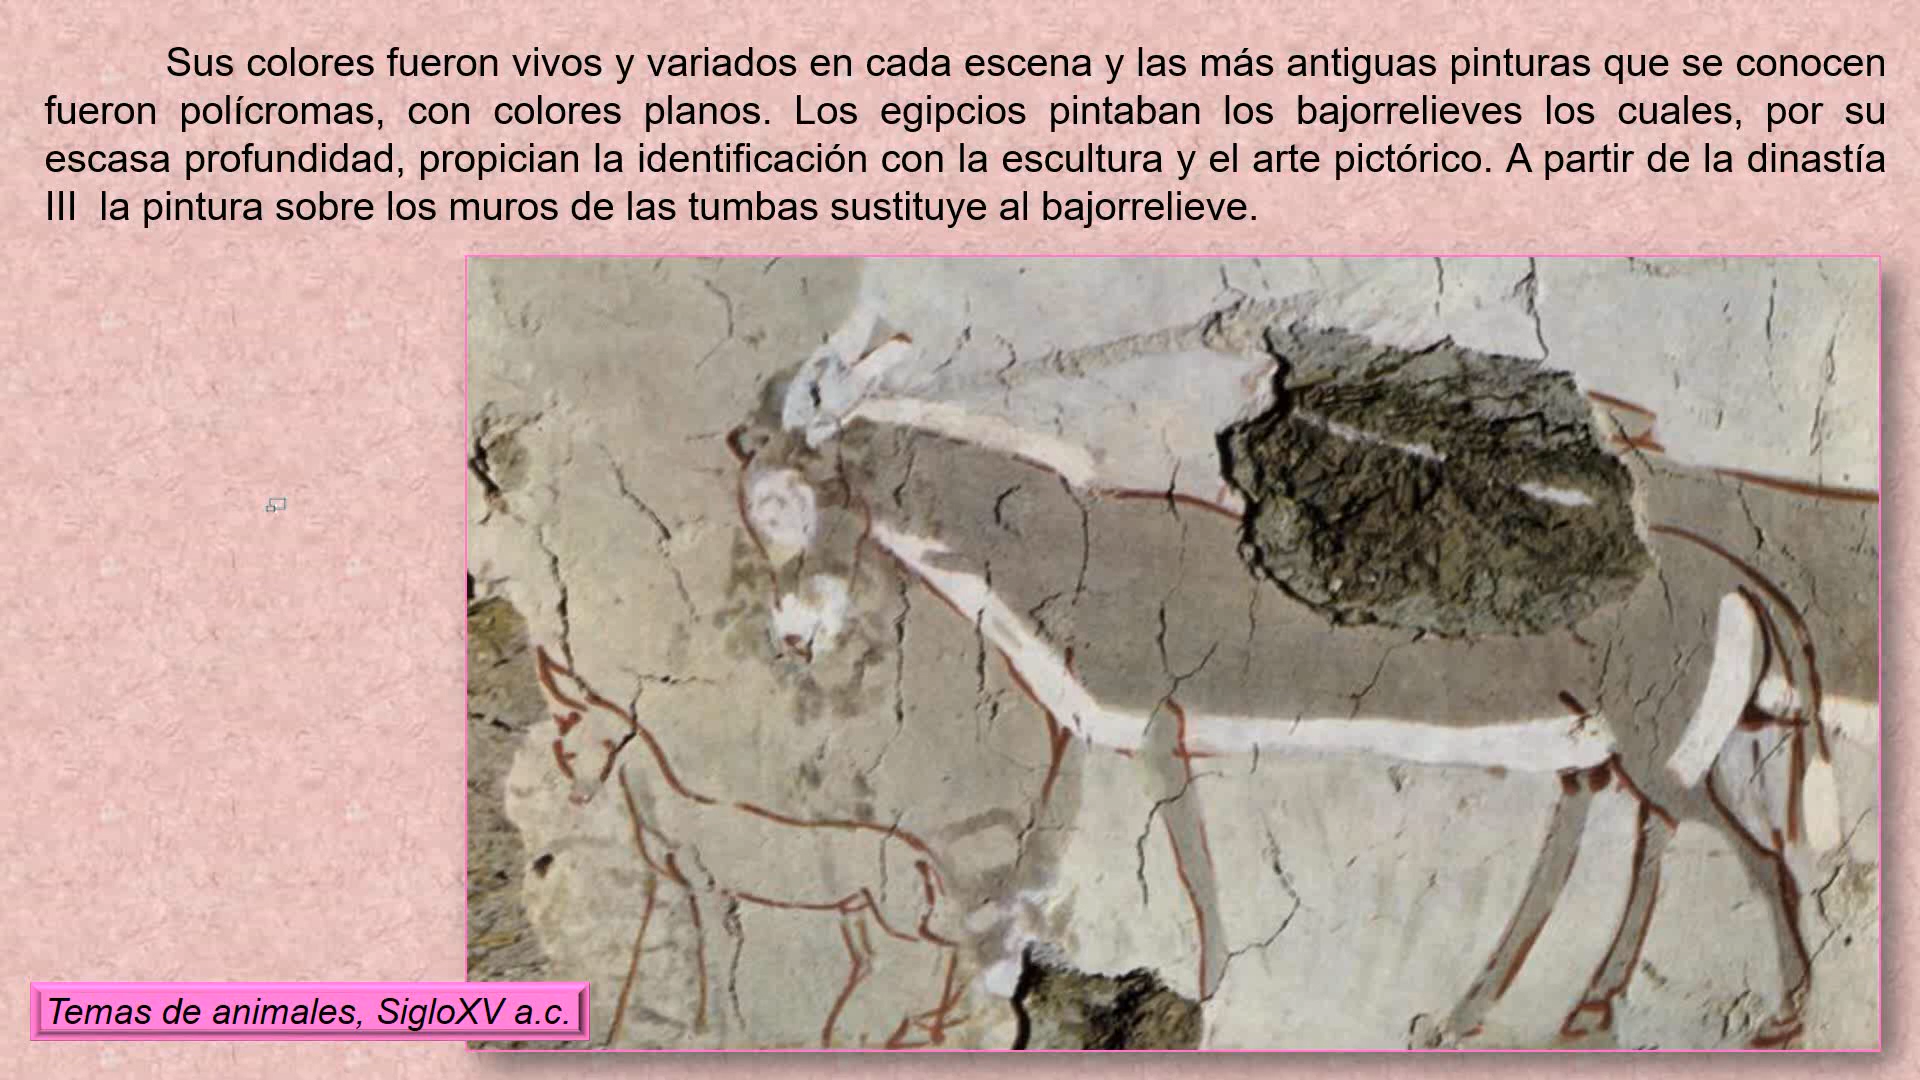 Sus colores fueron vivos y variados en cada escena y las más antiguas pinturas que se conocen
fueron polícromas, con colores planos. Los egipcios pintaban los bajorrelieves los cuales, por su
escasa profundidad, propician la identificación con la escultura y el arte pictórico. A partir de la dinastía
III la pintura sobre los muros de las tumbas sustituye al bajorrelieve.
Temas de animales, SigloXV a.c.